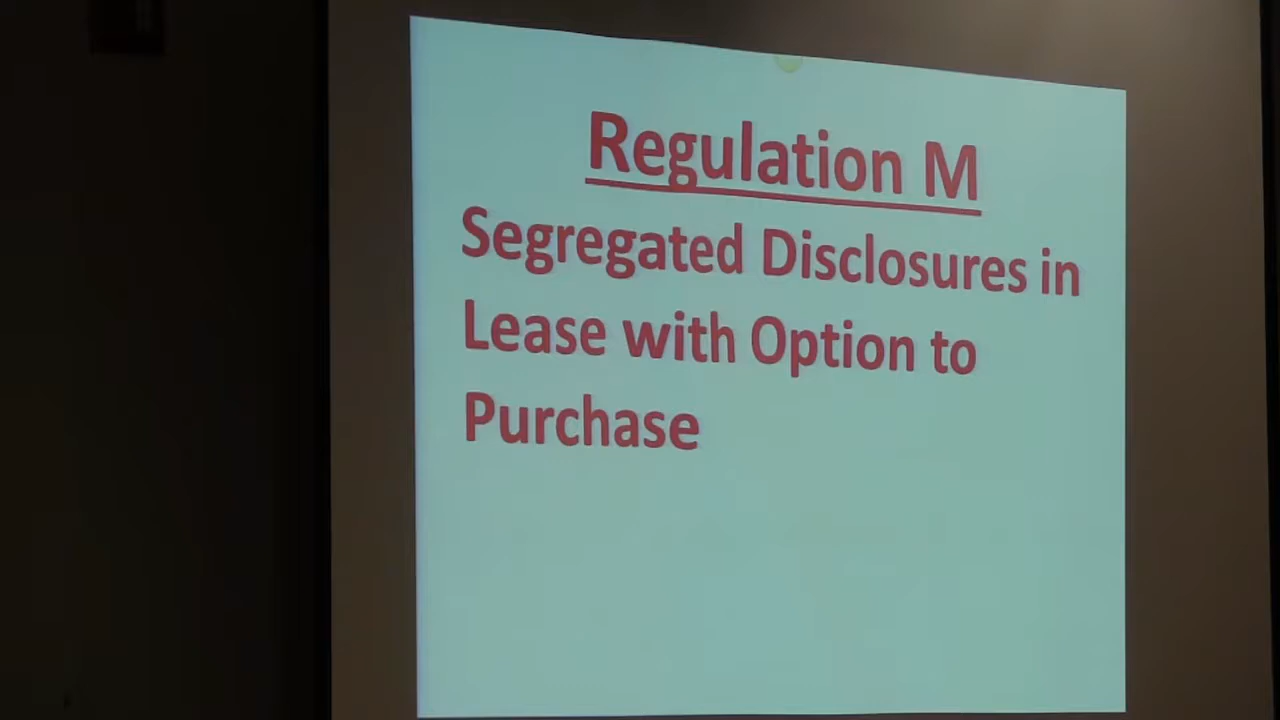 Regulation M
Segregated Disclosures in
Lease with Option to
Purchase